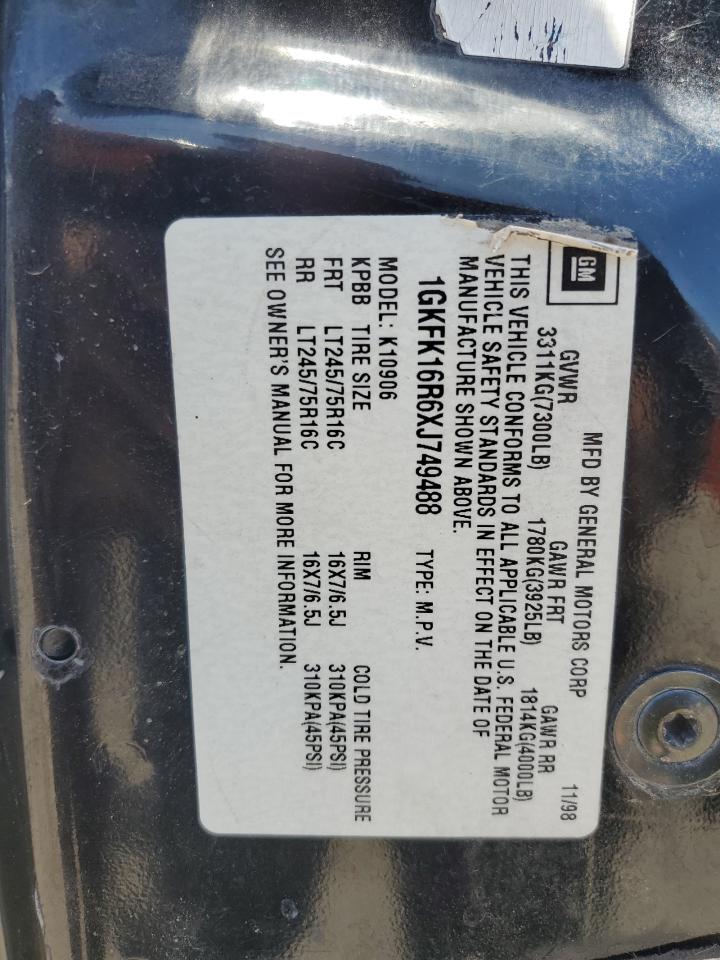 GM
MFD BY GENERAL MOTORS CORP 11/98
GVWR GAWR FRT GAWR RR
3311KG(7300LB) 1780KG(3925LB) 1814KG(4000LB)
THIS VEHICLE CONFORMS TO ALL APPLICABLE U.S. FEDERAL MOTOR
VEHICLE SAFETY STANDARDS IN EFFECT ON THE DATE OF
MANUFACTURE SHOWN ABOVE.
1GKFK16R6XJ749488 TYPE: M.P.V.
MODEL: K10906
KPBB TIRE SIZE RIM COLD TIRE PRESSURE
FRT LT245/75R16C 16X7/6.5J 310KPA(45PSI)
RR LT245/75R16C 16X7/6.5J 310KPA(45PSI)
SEE OWNER'S MANUAL FOR MORE INFORMATION.